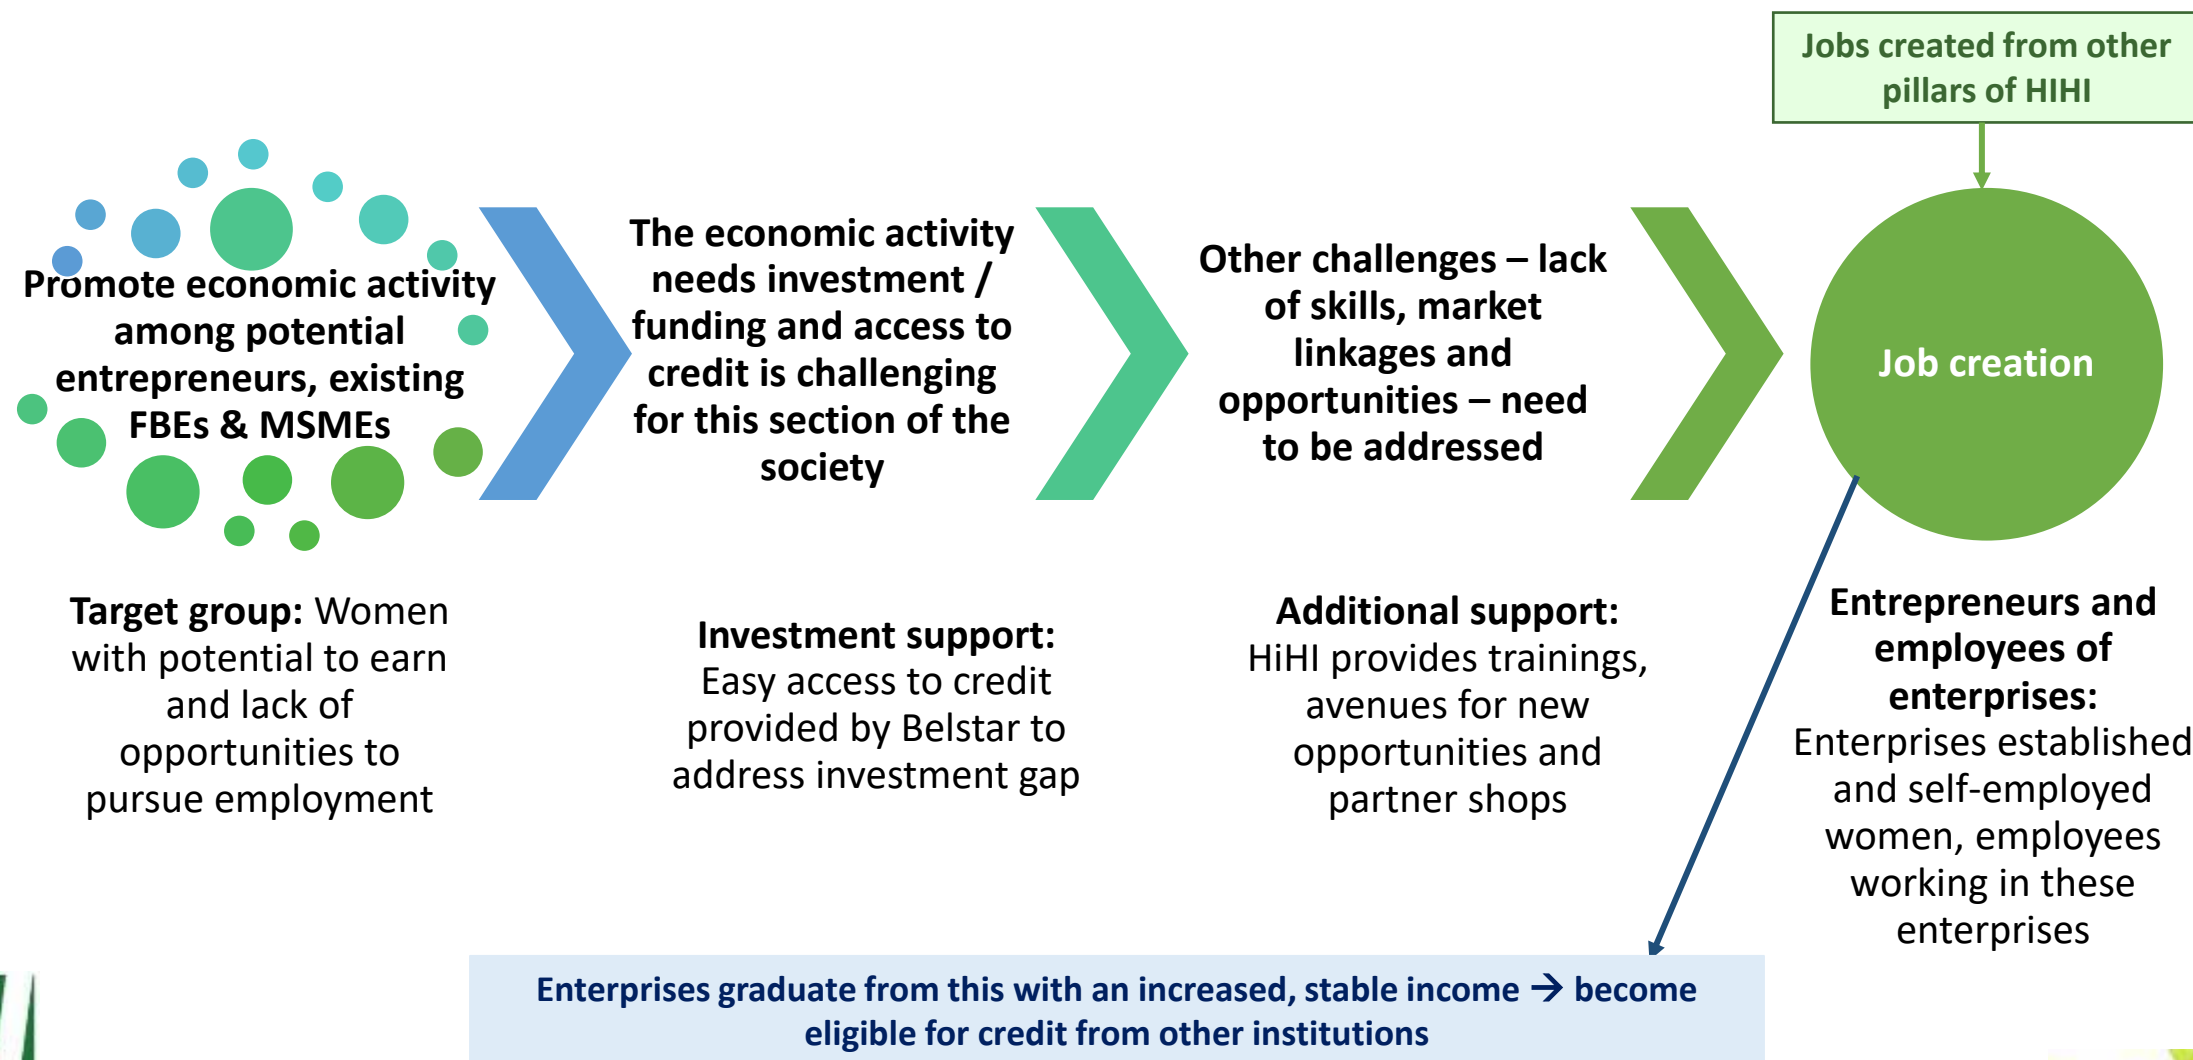 Jobs created from other
pillars of HIHI
Promote economic activity
among potential
entrepreneurs, existing
FBEs & MSMEs
The economic activity
needs investment /
funding and access to
credit is challenging
for this section of the
society
Other challenges – lack
of skills, market
linkages and
opportunities – need
to be addressed
Job creation
Target group: Women
with potential to earn
and lack of
opportunities to
pursue employment
Investment support:
Easy access to credit
provided by Belstar to
address investment gap
Additional support:
HiHI provides trainings,
avenues for new
opportunities and
partner shops
Entrepreneurs and
employees of
enterprises:
Enterprises established
and self-employed
women, employees
working in these
enterprises
Enterprises graduate from this with an increased, stable income → become
eligible for credit from other institutions